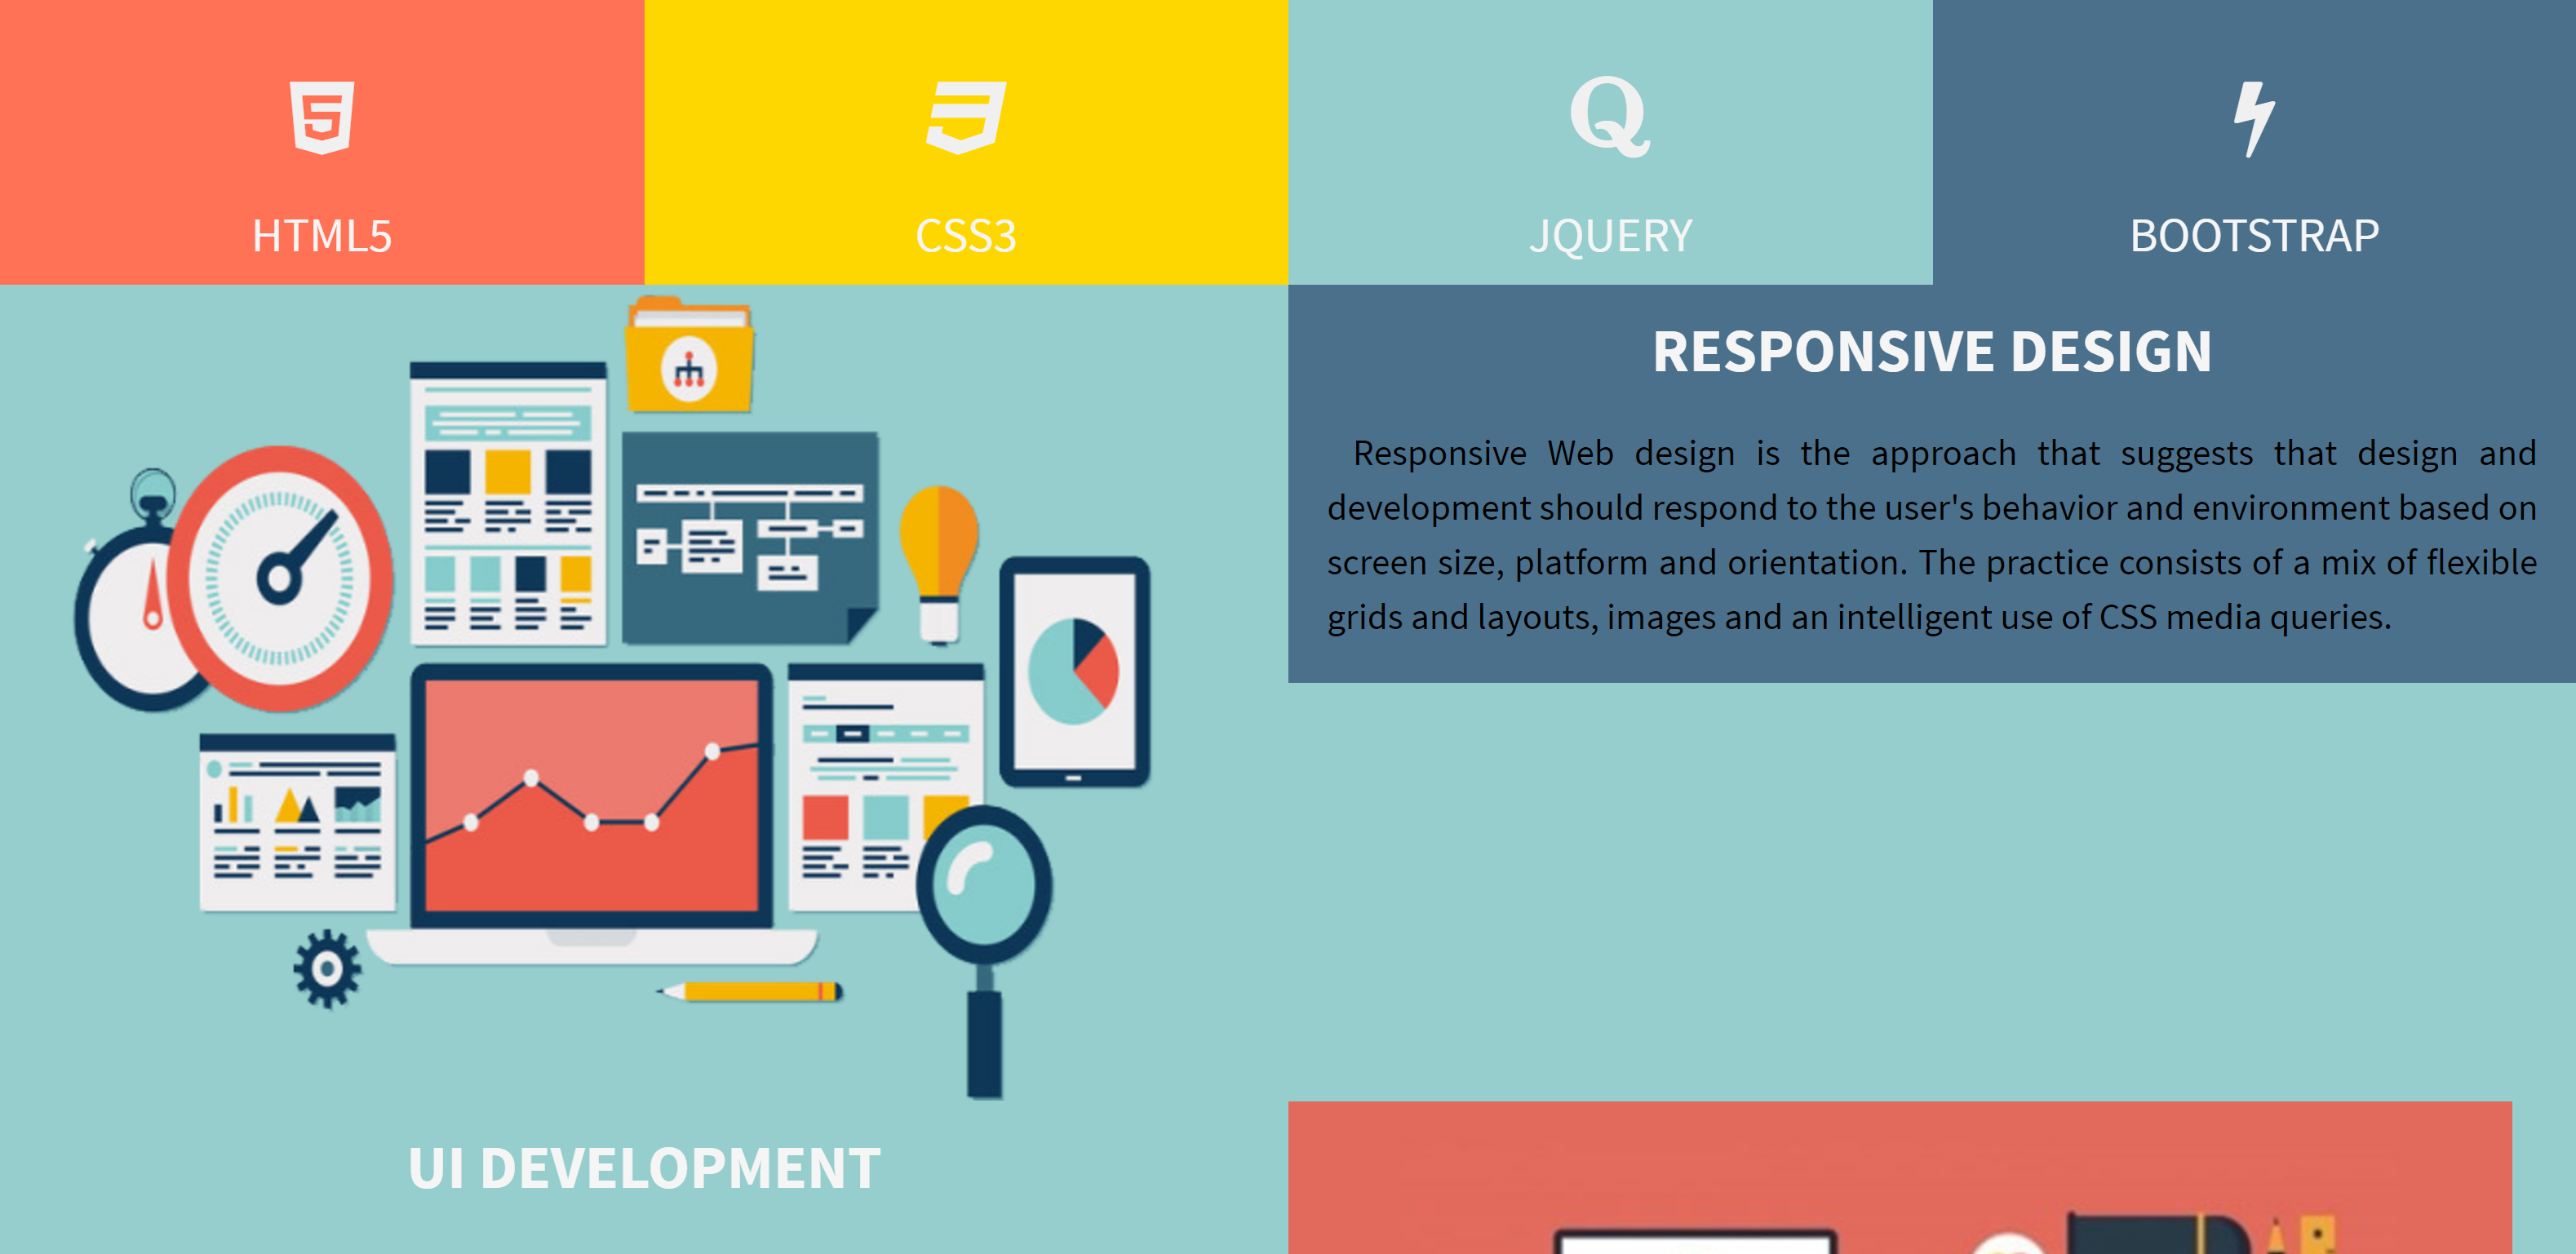 HTML5
CSS3
Q
JQUERY
BOOTSTRAP
RESPONSIVE DESIGN
Responsive Web design is the approach that suggests that design and
development should respond to the user's behavior and environment based on
screen size, platform and orientation. The practice consists of a mix of flexible
grids and layouts, images and an intelligent use of CSS media queries.
UI DEVELOPMENT